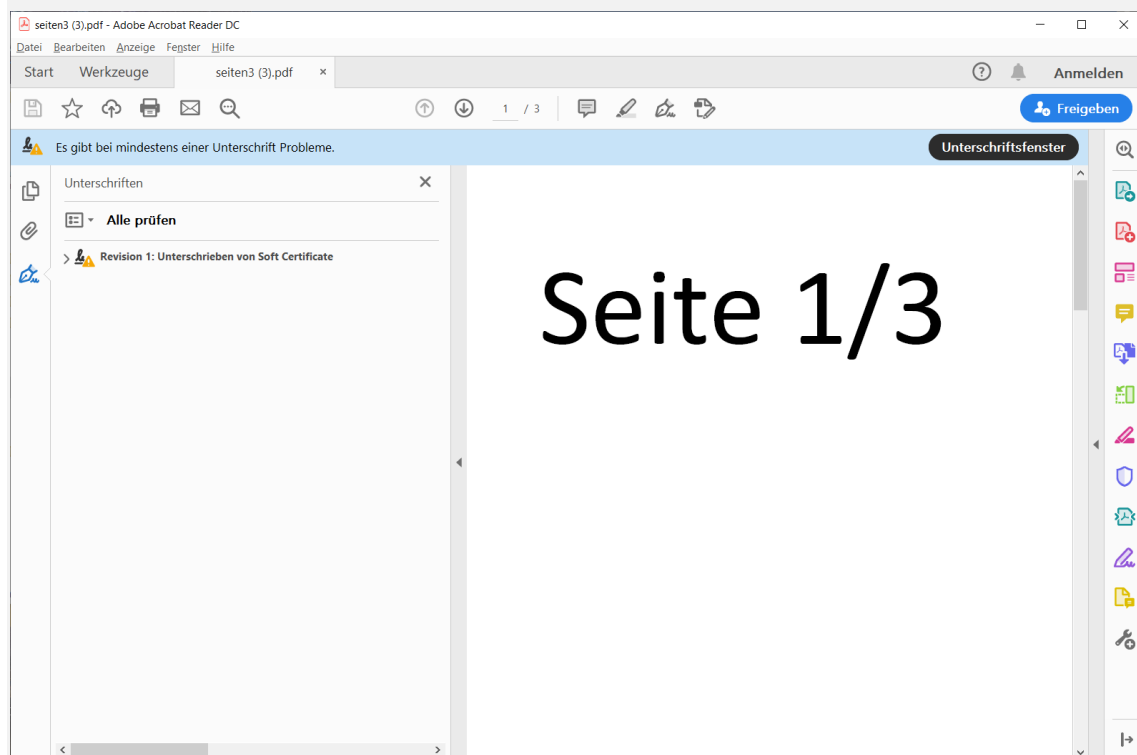 seiten3 (3).pdf - Adobe Acrobat Reader DC
Datei Bearbeiten Anzeige Fenster Hilfe
Start Werkzeuge seiten3 (3).pdf × Anmelden
1 / 3 Freigeben
Es gibt bei mindestens einer Unterschrift Probleme. Unterschriftsfenster
Unterschriften
Alle prüfen
Revision 1: Unterschrieben von Soft Certificate
Seite 1/3